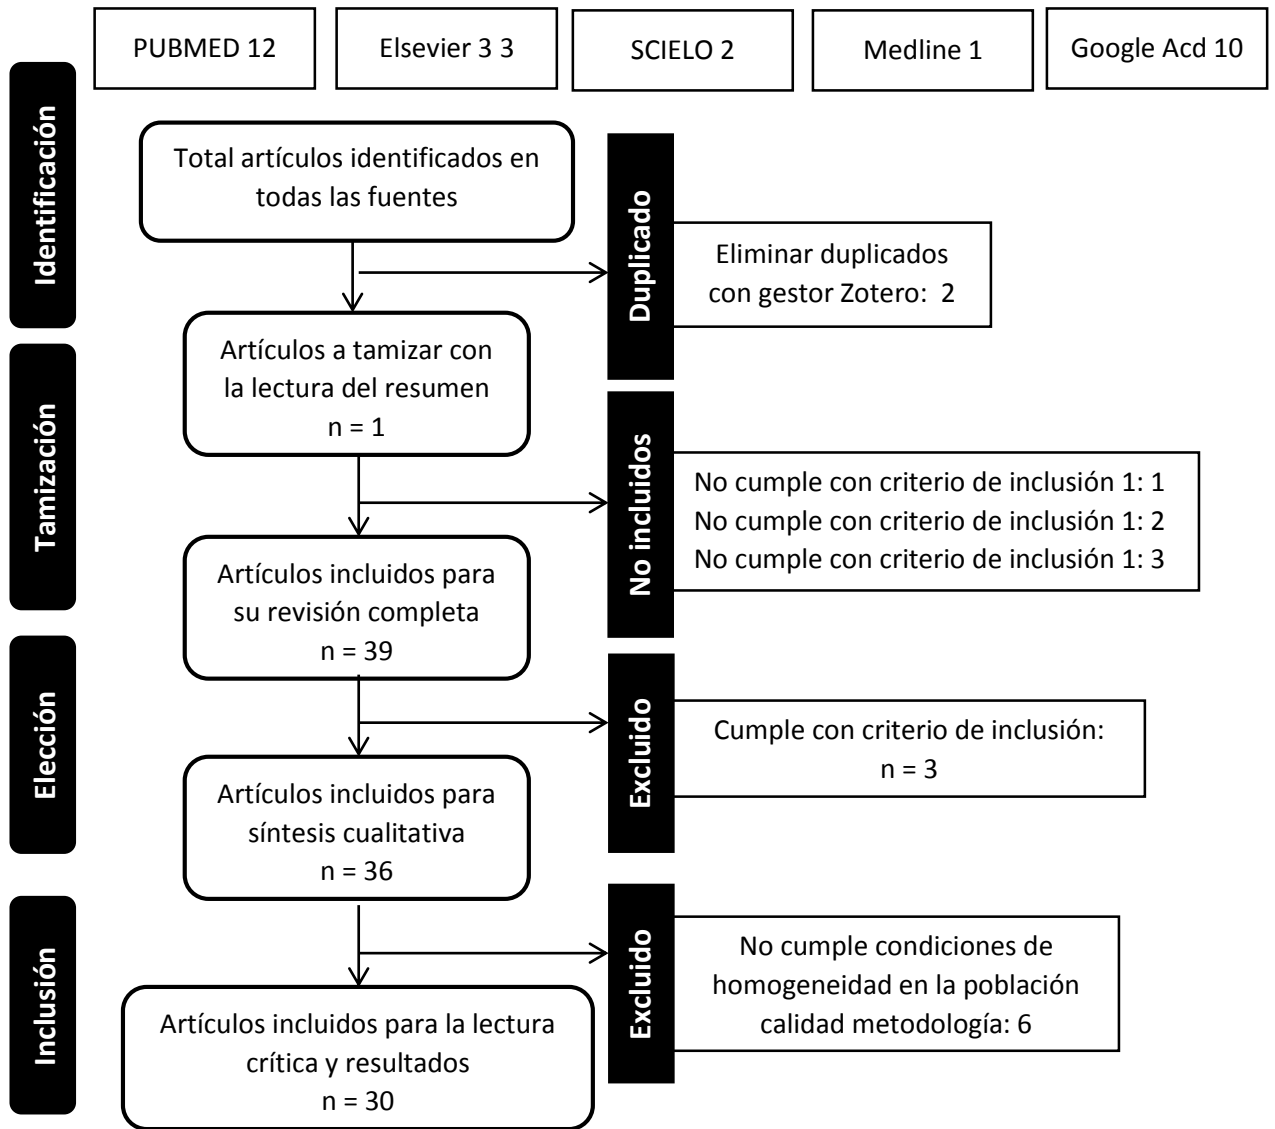 PUBMED 12
Elsevier 3 3
SCIELO 2
Medline 1
Google Acd 10
Identificación
Total artículos identificados en
todas las fuentes
Duplicado
Eliminar duplicados
con gestor Zotero:  2
Tamización
Artículos a tamizar con
la lectura del resumen
n = 1
No incluidos
No cumple con criterio de inclusión 1: 1
No cumple con criterio de inclusión 1: 2
No cumple con criterio de inclusión 1: 3
Artículos incluidos para
su revisión completa
n = 39
Elección
Excluido
Cumple con criterio de inclusión:
n = 3
Artículos incluidos para
síntesis cualitativa
n = 36
Inclusión
Excluido
No cumple condiciones de
homogeneidad en la población
calidad metodología: 6
Artículos incluidos para la lectura
crítica y resultados
n = 30